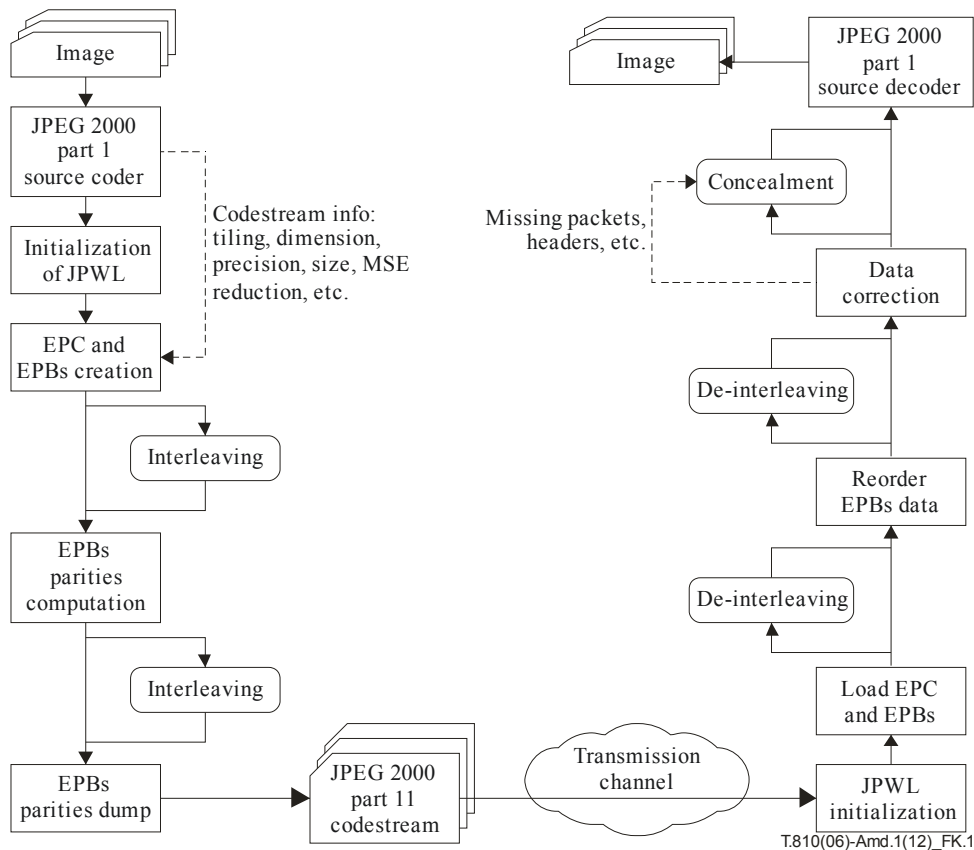 Image
JPEG 2000
part 1
source coder
Codestream info:
tiling, dimension,
precision, size, MSE
reduction, etc.
Initialization
of JPWL
EPC and
EPBs creation
Interleaving
EPBs
parities
computation
Interleaving
EPBs
parities dump
JPEG 2000
part 11
codestream
Transmission
channel
JPWL
initialization
Load EPC
and EPBs
De-interleaving
Reorder
EPBs data
De-interleaving
Data
correction
Missing packets,
headers, etc.
Concealment
JPEG 2000
part 1
source decoder
Image
T.810(06)-Amd.1(12)_FK.1